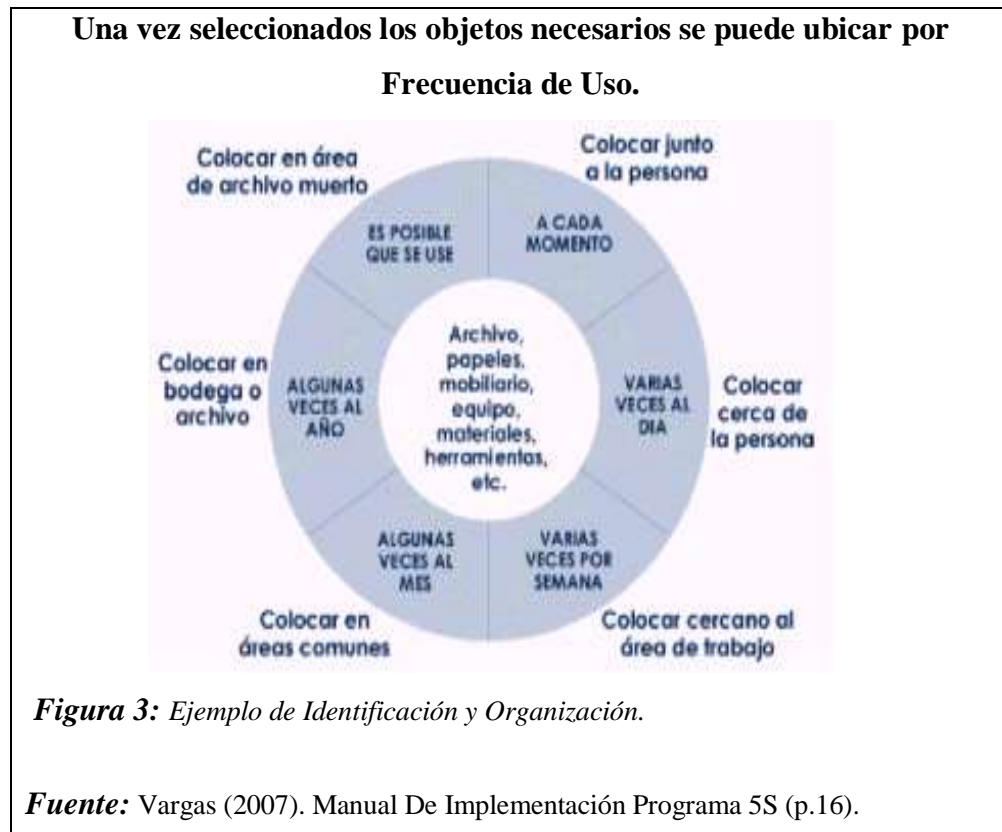 Una vez seleccionados los objetos necesarios se puede ubicar por
Frecuencia de Uso.
Colocar en área
de archivo muerto
Colocar junto
a la persona
ES POSIBLE
QUE SE USE
A CADA
MOMENTO
Archivo,
papeles,
mobiliario,
equipo,
materiales,
herramientas,
etc.
Colocar en
bodega o
archivo
ALGUNAS
VECES AL
AÑO
VARIAS
VECES AL
DIA
Colocar
cerca de
la persona
ALGUNAS
VECES AL
MES
VARIAS
VECES POR
SEMANA
Colocar en
áreas comunes
Colocar cercano al
área de trabajo
Figura 3: Ejemplo de Identificación y Organización.
Fuente: Vargas (2007). Manual De Implementación Programa 5S (p.16).